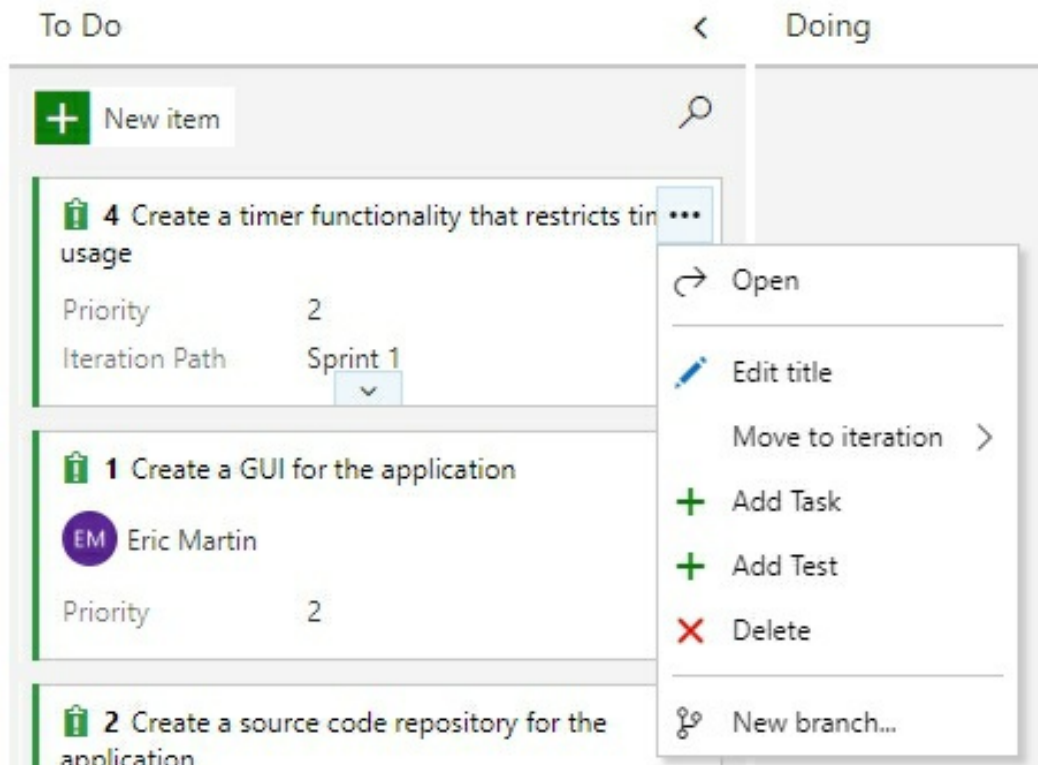 To Do
Doing
New item
4 Create a timer functionality that restricts
usage
Priority 2
Iteration Path Sprint 1
1 Create a GUI for the application
EM Eric Martin
Priority 2
2 Create a source code repository for the
application
Open
Edit title
Move to iteration
Add Task
Add Test
Delete
New branch...